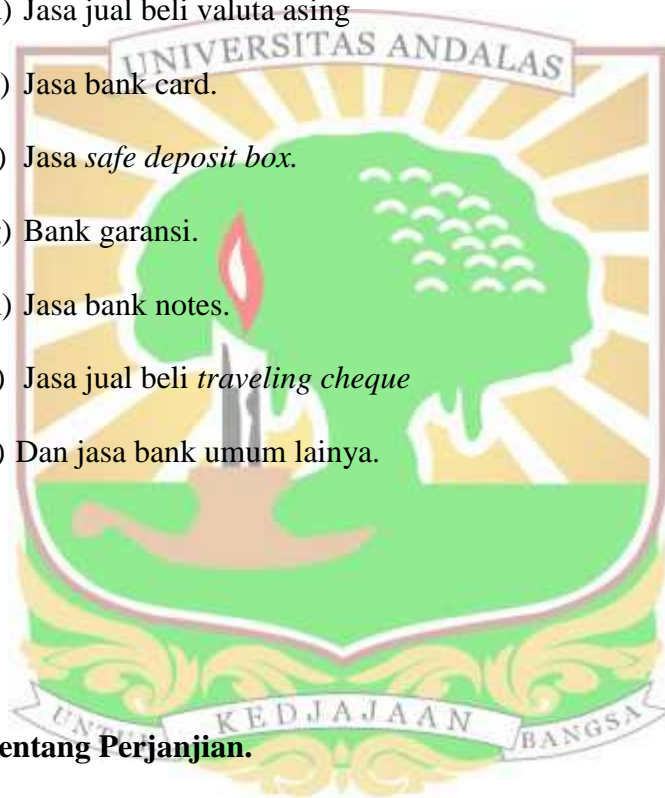 ) Jasa jual beli valuta asing
UNIVERSITAS ANDALAS
) Jasa bank card.
) Jasa safe deposit box.
) Bank garansi.
) Jasa bank notes.
) Jasa jual beli traveling cheque
) Dan jasa bank umum lainya.
UNTUK KEDJAJAAN BANGSA
entang Perjanjian.